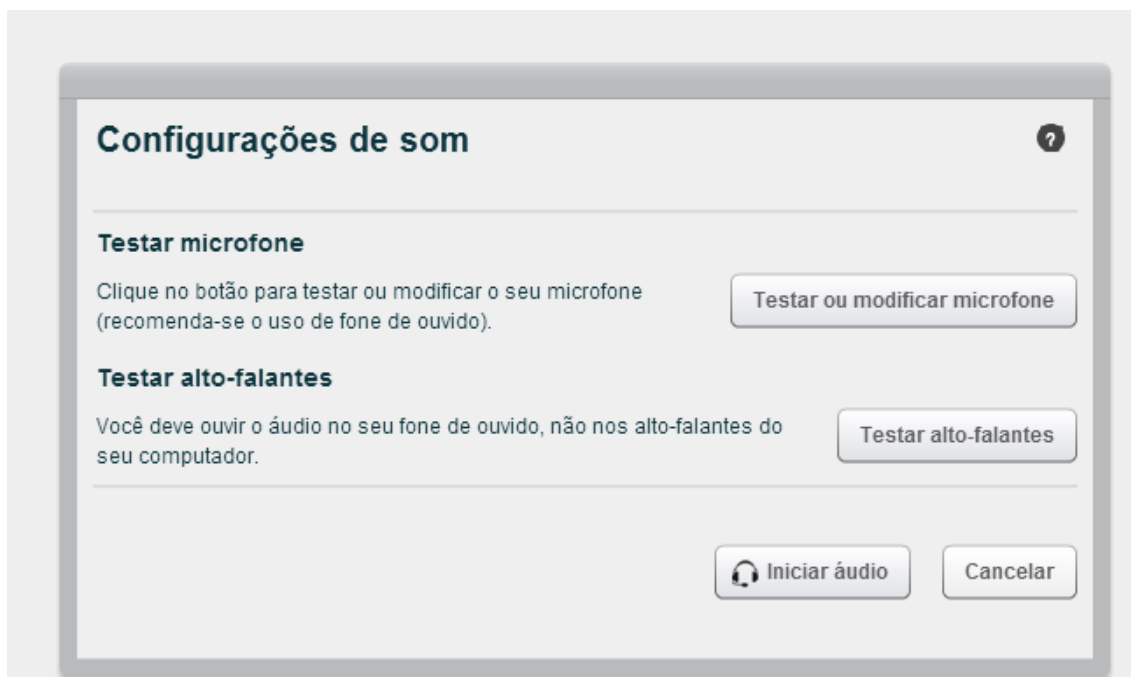 Configurações de som
?
Testar microfone
Clique no botão para testar ou modificar o seu microfone
(recomenda-se o uso de fone de ouvido).
Testar ou modificar microfone
Testar alto-falantes
Você deve ouvir o áudio no seu fone de ouvido, não nos alto-falantes do
seu computador.
Testar alto-falantes
Iniciar áudio
Cancelar